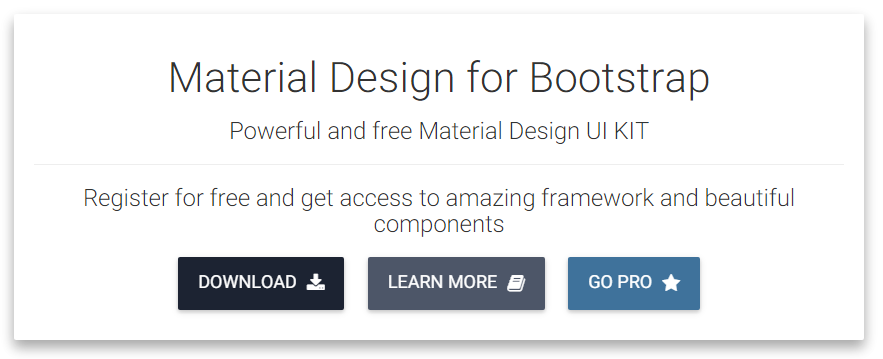 Material Design for Bootstrap
Powerful and free Material Design UI KIT
Register for free and get access to amazing framework and beautiful
components
DOWNLOAD LEARN MORE GO PRO